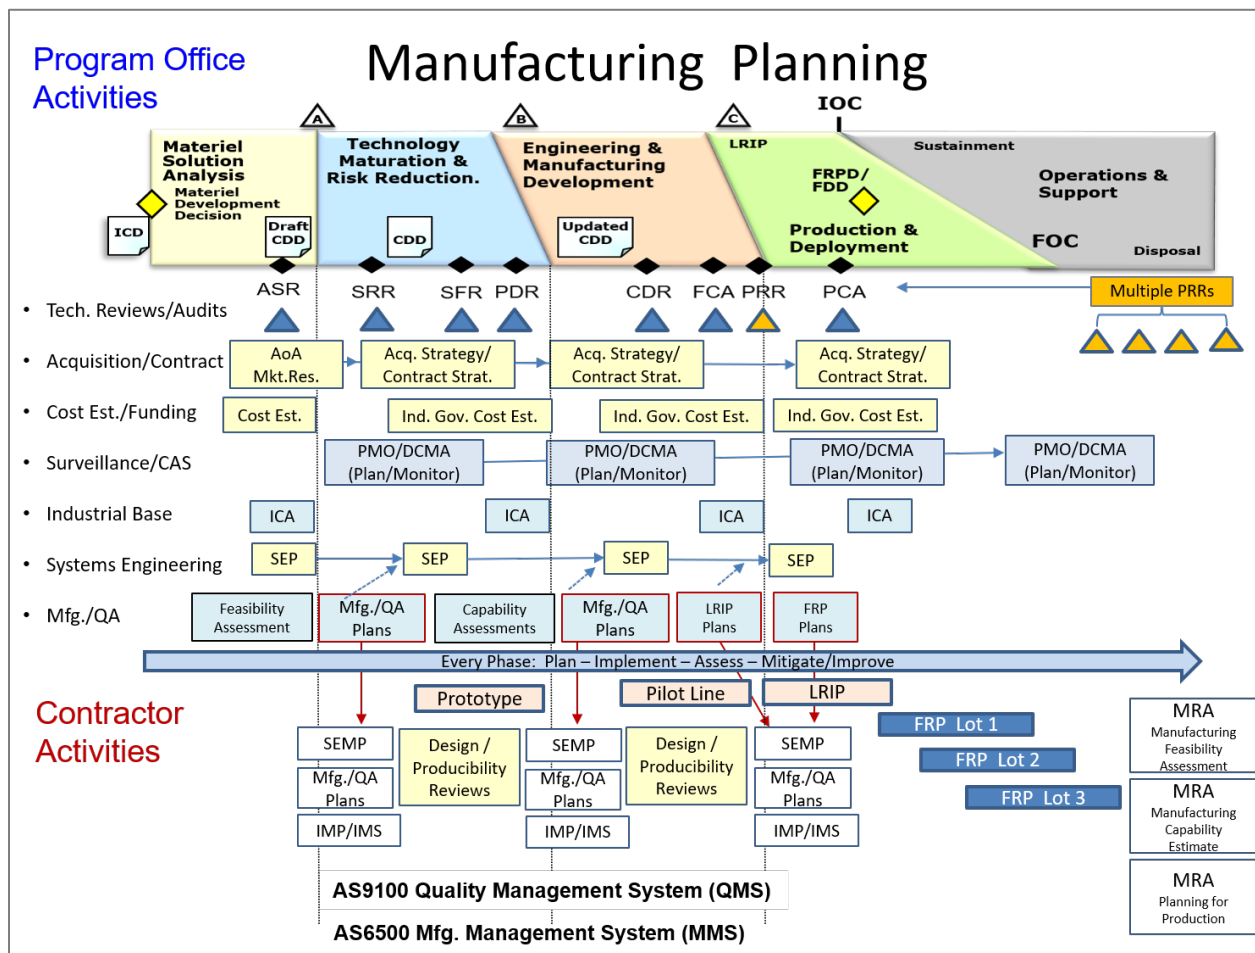 Program Office
Activities
Manufacturing Planning
A
B
C
IOC
Materiel
Solution
Analysis
Materiel
Development
Decision
ICD
Draft
CDD
Technology
Maturation &
Risk Reduction.
CDD
Engineering &
Manufacturing
Development
Updated
CDD
LRIP
FRPD/
FDD
Production &
Deployment
Sustainment
Operations &
Support
FOC
Disposal
ASR
SRR
SFR
PDR
CDR
FCA
PRR
PCA
Multiple PRRs
• Tech. Reviews/Audits
• Acquisition/Contract
AoA
Mkt.Res.
Acq. Strategy/
Contract Strat.
Acq. Strategy/
Contract Strat.
Acq. Strategy/
Contract Strat.
• Cost Est./Funding
Cost Est.
Ind. Gov. Cost Est.
Ind. Gov. Cost Est.
Ind. Gov. Cost Est.
• Surveillance/CAS
PMO/DCMA
(Plan/Monitor)
PMO/DCMA
(Plan/Monitor)
PMO/DCMA
(Plan/Monitor)
PMO/DCMA
(Plan/Monitor)
• Industrial Base
ICA
ICA
ICA
ICA
• Systems Engineering
SEP
SEP
SEP
SEP
• Mfg./QA
Feasibility
Assessment
Mfg./QA
Plans
Capability
Assessments
Mfg./QA
Plans
LRIP
Plans
FRP
Plans
Every Phase: Plan – Implement – Assess – Mitigate/Improve
Contractor
Activities
Prototype
Pilot Line
LRIP
FRP Lot 1
FRP Lot 2
FRP Lot 3
SEMP
Mfg./QA
Plans
IMP/IMS
Design /
Producibility
Reviews
SEMP
Mfg./QA
Plans
IMP/IMS
Design /
Producibility
Reviews
SEMP
Mfg./QA
Plans
IMP/IMS
MRA
Manufacturing
Feasibility
Assessment
MRA
Manufacturing
Capability
Estimate
MRA
Planning for
Production
AS9100 Quality Management System (QMS)
AS6500 Mfg. Management System (MMS)